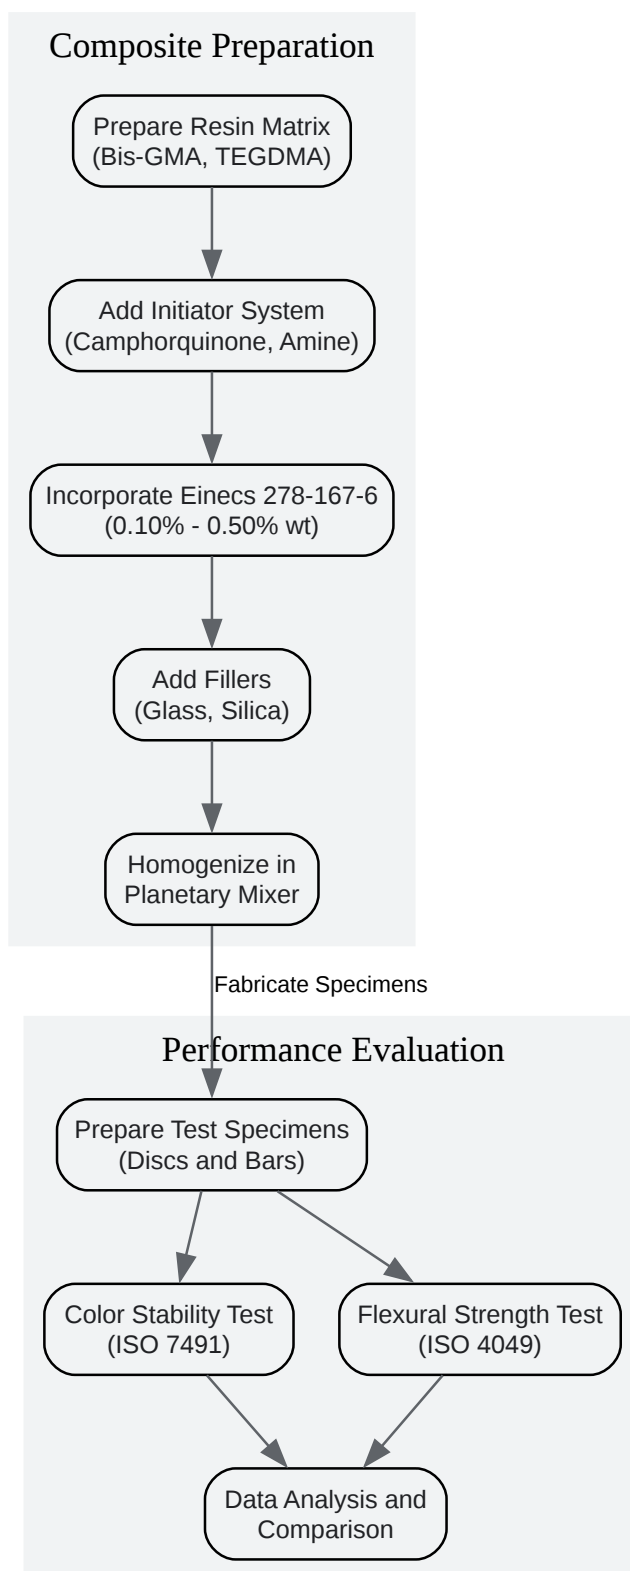 Composite Preparation
Prepare Resin Matrix
(Bis-GMA, TEGDMA)
Add Initiator System
(Camphorquinone, Amine)
Incorporate Einecs 278-167-6
(0.10% - 0.50% wt)
Add Fillers
(Glass, Silica)
Homogenize in
Planetary Mixer
Fabricate Specimens
Performance Evaluation
Prepare Test Specimens
(Discs and Bars)
Color Stability Test
(ISO 7491)
Flexural Strength Test
(ISO 4049)
Data Analysis and
Comparison